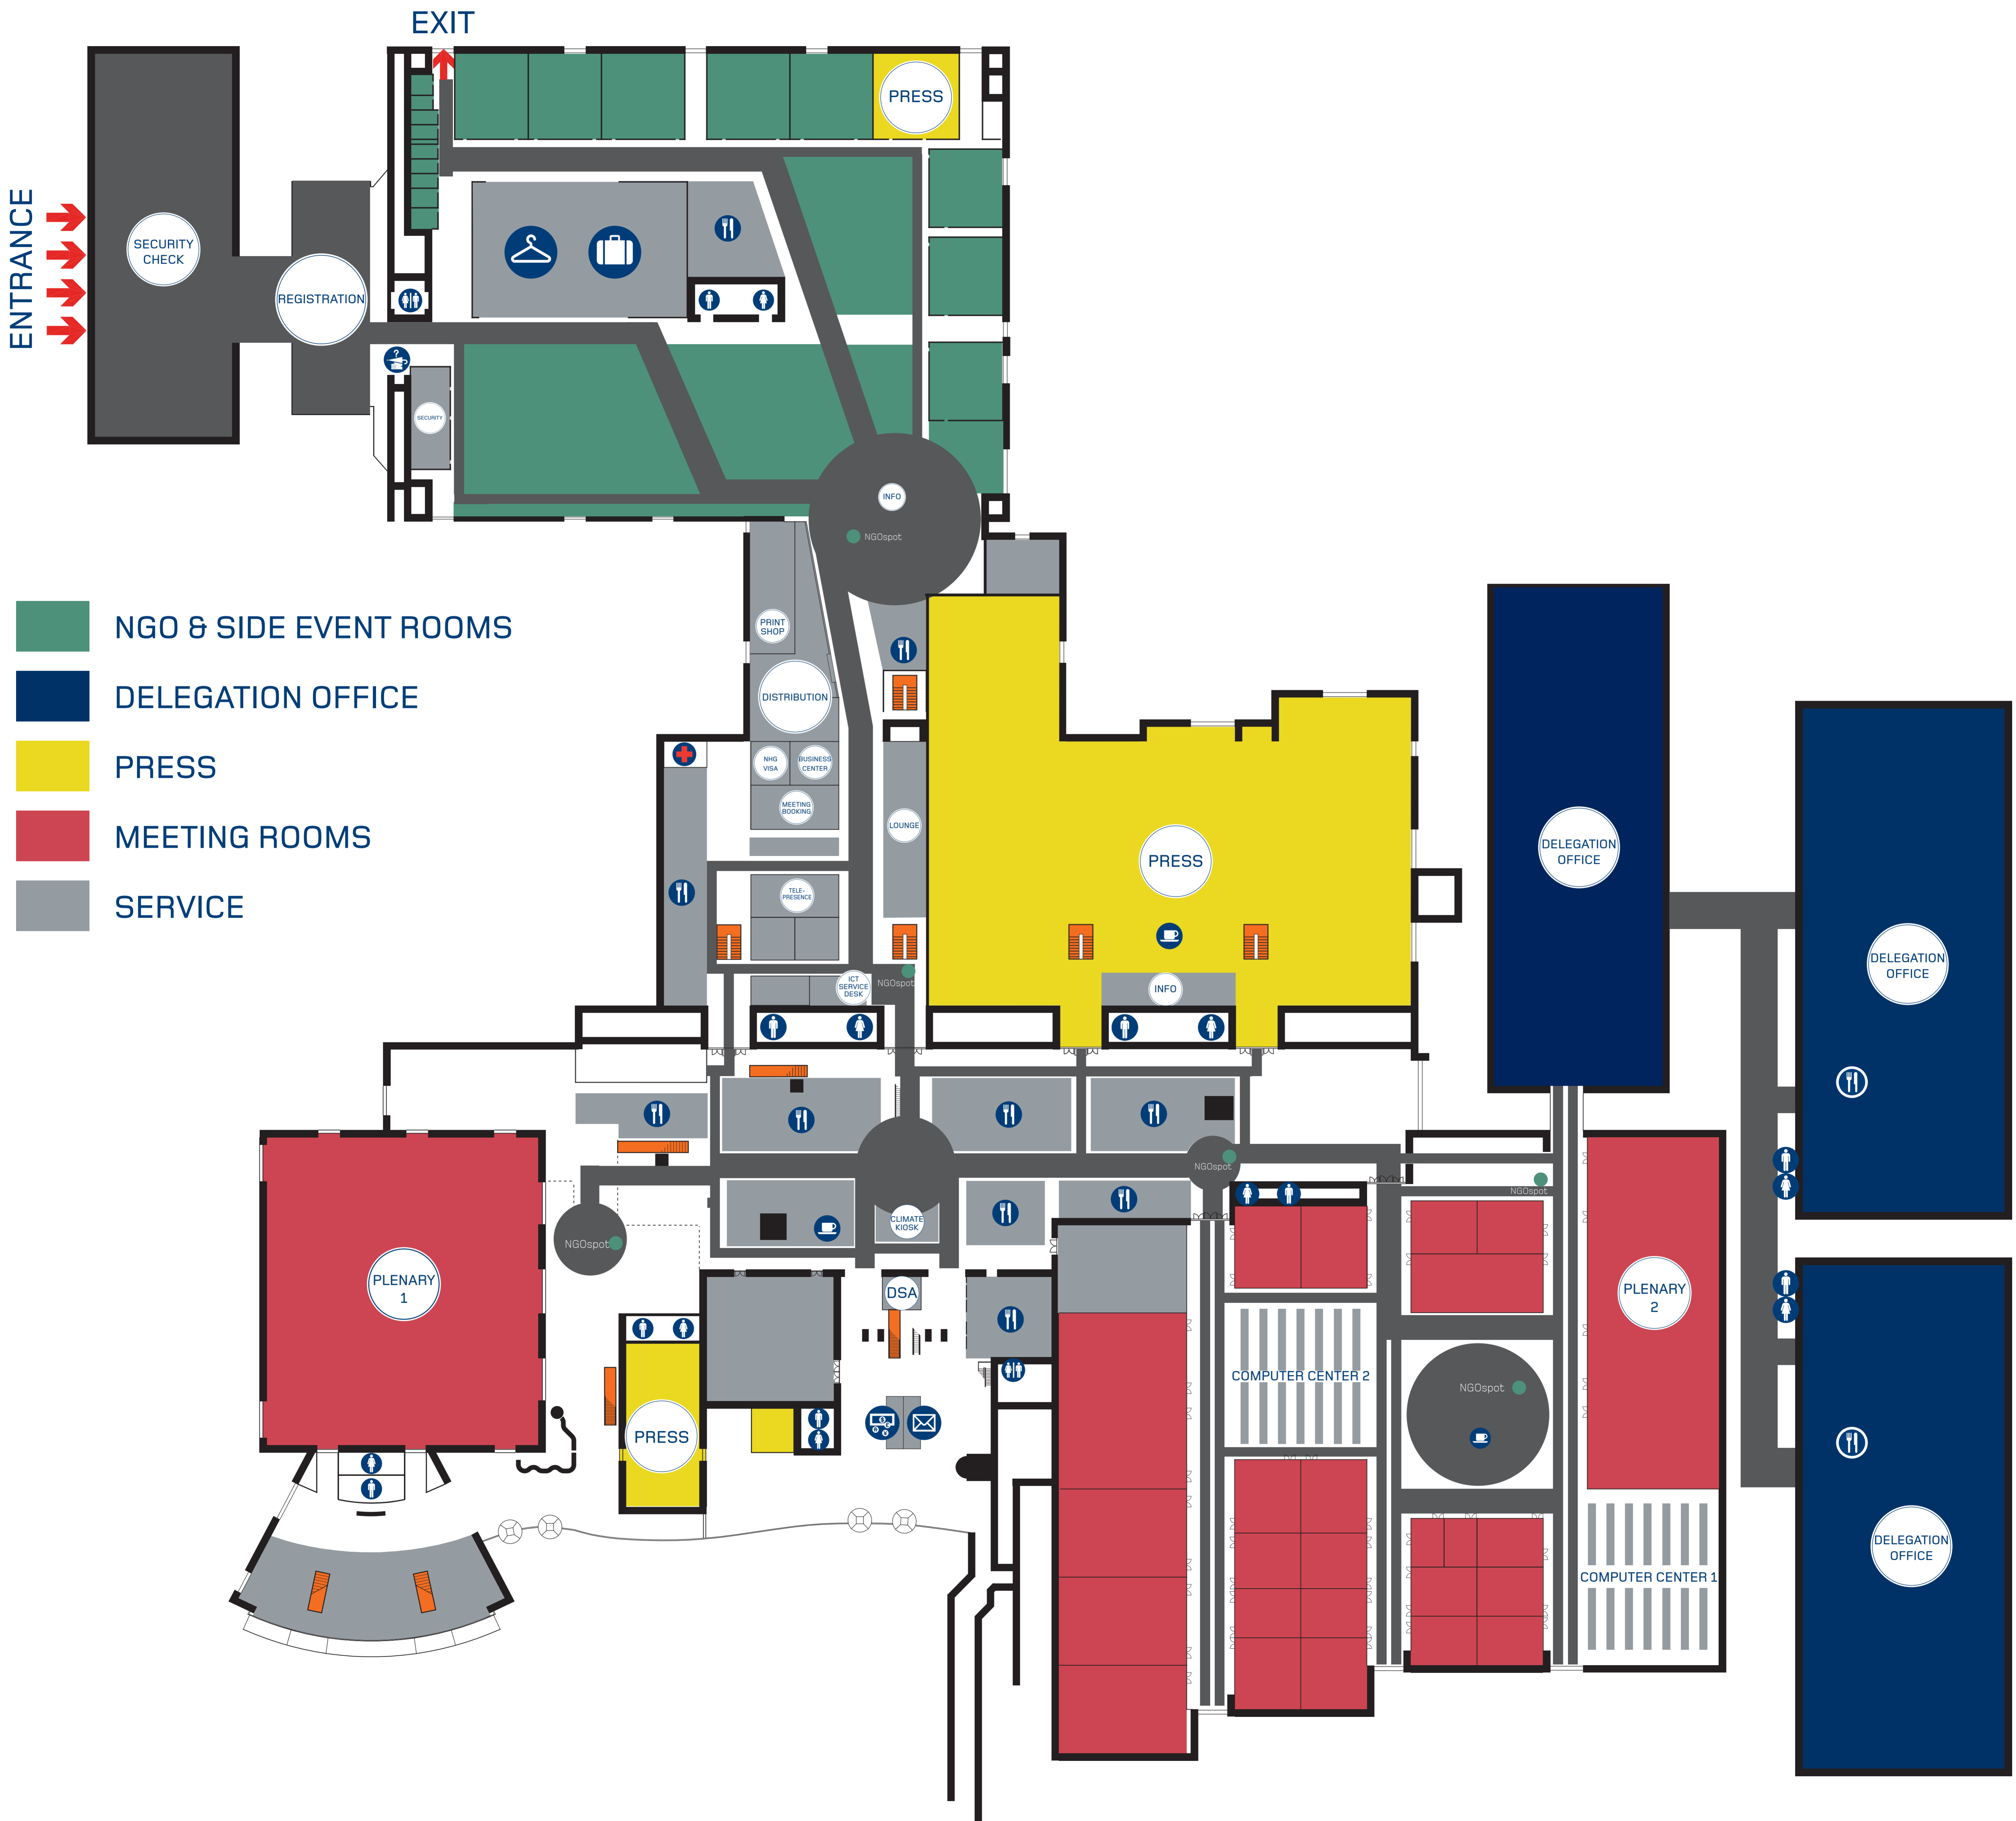 EXIT
ENTRANCE
SECURITY
CHECK
REGISTRATION
PRESS
?
SECURITY
INFO
NGOspot
NGO & SIDE EVENT ROOMS
DELEGATION OFFICE
PRESS
MEETING ROOMS
SERVICE
PRINT
SHOP
DISTRIBUTION
NHG
VISA
BUSINESS
CENTER
MEETING
BOOKING
LOUNGE
TELE-
PRESENCE
ICT
SERVICE
DESK
NGOspot
PRESS
INFO
DELEGATION
OFFICE
DELEGATION
OFFICE
NGOspot
NGOspot
NGOspot
CLIMATE
KIOSK
DSA
PLENARY
1
PLENARY
2
COMPUTER CENTER 2
NGOspot
PRESS
COMPUTER CENTER 1
DELEGATION
OFFICE